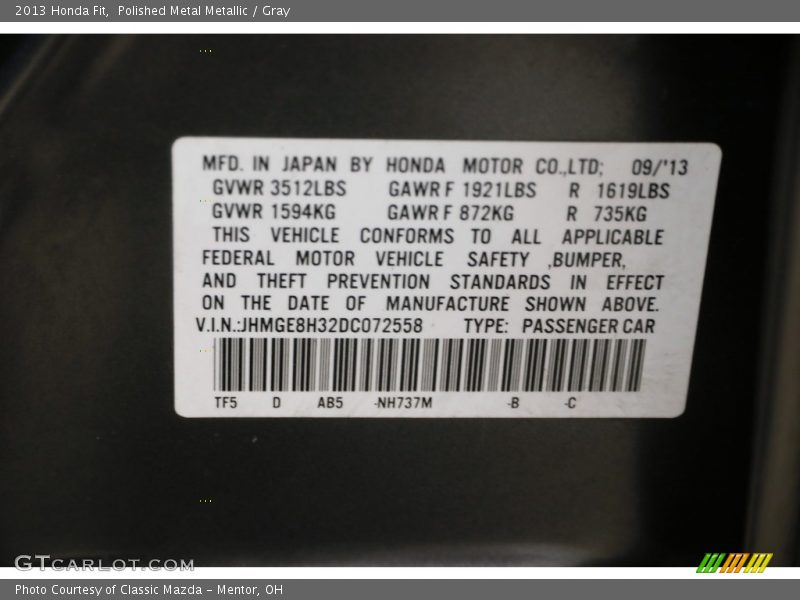 2013 Honda Fit,  Polished Metal Metallic / Gray
MFD. IN JAPAN BY HONDA MOTOR CO.,LTD; 09/'13
GVWR 3512LBS GAWR F 1921LBS R 1619LBS
GVWR 1594KG GAWR F 872KG R 735KG
THIS VEHICLE CONFORMS TO ALL APPLICABLE
FEDERAL MOTOR VEHICLE SAFETY ,BUMPER,
AND THEFT PREVENTION STANDARDS IN EFFECT
ON THE DATE OF MANUFACTURE SHOWN ABOVE.
V.I.N.:JHMGE8H32DC072558 TYPE: PASSENGER CAR
TF5 D AB5 -NH737M -B -C
GTCARLOT.COM
Photo Courtesy of Classic Mazda - Mentor, OH